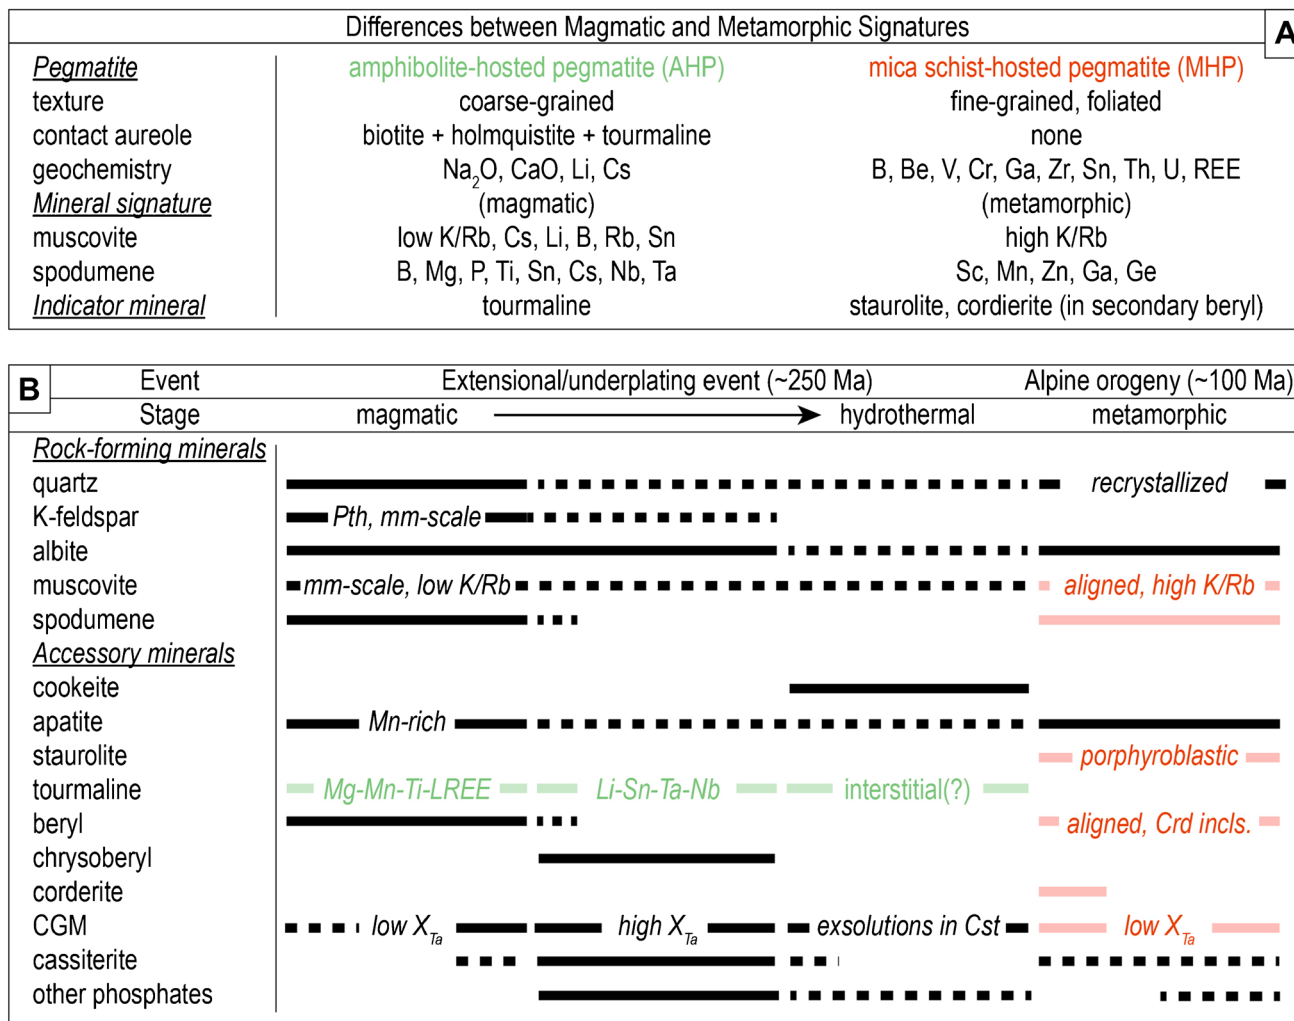 Differences between Magmatic and Metamorphic Signatures A
Pegmatite amphibolite-hosted pegmatite (AHP) mica schist-hosted pegmatite (MHP)
texture coarse-grained fine-grained, foliated
contact aureole biotite + holmquistite + tourmaline none
geochemistry Na2O, CaO, Li, Cs B, Be, V, Cr, Ga, Zr, Sn, Th, U, REE
Mineral signature (magmatic) (metamorphic)
muscovite low K/Rb, Cs, Li, B, Rb, Sn high K/Rb
spodumene B, Mg, P, Ti, Sn, Cs, Nb, Ta Sc, Mn, Zn, Ga, Ge
Indicator mineral tourmaline staurolite, cordierite (in secondary beryl)
B Event Extensional/underplating event (~250 Ma) Alpine orogeny (~100 Ma)
Stage magmatic hydrothermal metamorphic
Rock-forming minerals
quartz recrystallized
K-feldspar Pth, mm-scale
albite
muscovite mm-scale, low K/Rb aligned, high K/Rb
spodumene
Accessory minerals
cookeite
apatite Mn-rich
staurolite porphyroblastic
tourmaline Mg-Mn-Ti-LREE Li-Sn-Ta-Nb interstitial(?)
beryl aligned, Crd incls.
chrysoberyl
corderite
CGM low XTa high XTa exsolutions in Cst low XTa
cassiterite
other phosphates